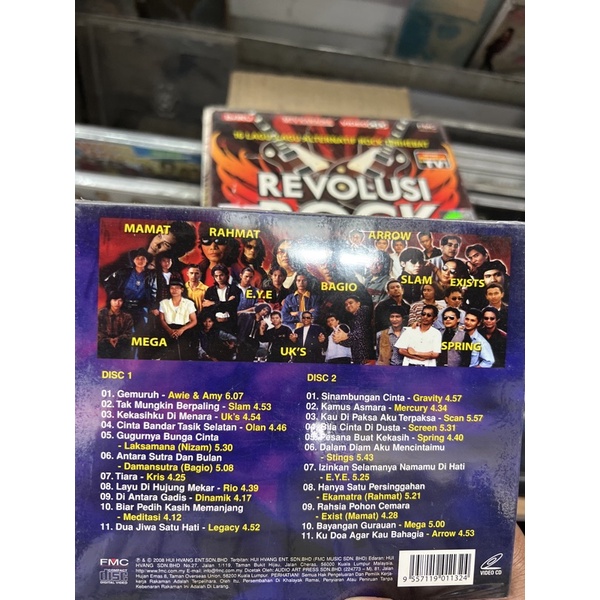 REVOLUSI
MAMAT
RAHMAT
ARROW
E.Y.E
BAGIO
SLAM
EXISTS
MEGA
UK'S
SPRING
DISC 1
01. Gemuruh - Awie & Amy 6.07
02. Tak Mungkin Berpaling - Slam 4.53
03. Kekasihku Di Menara - Uk's 4.54
04. Cinta Bandar Tasik Selatan - Olan 4.46
05. Gugurnya Bunga Cinta
- Laksamana (Nizam) 5.30
06. Antara Sutra Dan Bulan
- Damansutra (Bagio) 5.08
07. Tiara - Kris 4.25
08. Layu Di Hujung Mekar - Rio 4.39
09. Di Antara Gadis - Dinamik 4.17
10. Biar Pedih Kasih Memanjang
- Meditasi 4.12
11. Dua Jiwa Satu Hati - Legacy 4.52
DISC 2
01. Sinambungan Cinta - Gravity 4.57
02. Kamus Asmara - Mercury 4.34
03. Kau Di Paksa Aku Terpaksa - Scan 5.57
04. Bila Cinta Di Dusta - Screen 5.31
05. Pesana Buat Kekasih - Spring 4.40
06. Dalam Diam Aku Mencintaimu
- Stings 5.43
07. Izinkan Selamanya Namamu Di Hati
- E.Y.E. 5.25
08. Hanya Satu Persinggahan
- Ekamatra (Rahmat) 5.21
09. Rahsia Pohon Cemara
- Exist (Mamat) 4.28
10. Bayangan Gurauan - Mega 5.00
11. Ku Doa Agar Kau Bahagia - Arrow 4.53
FMC
COMPACT
disc
DIGITAL VIDEO
9 557119 011324
VIDEO CD